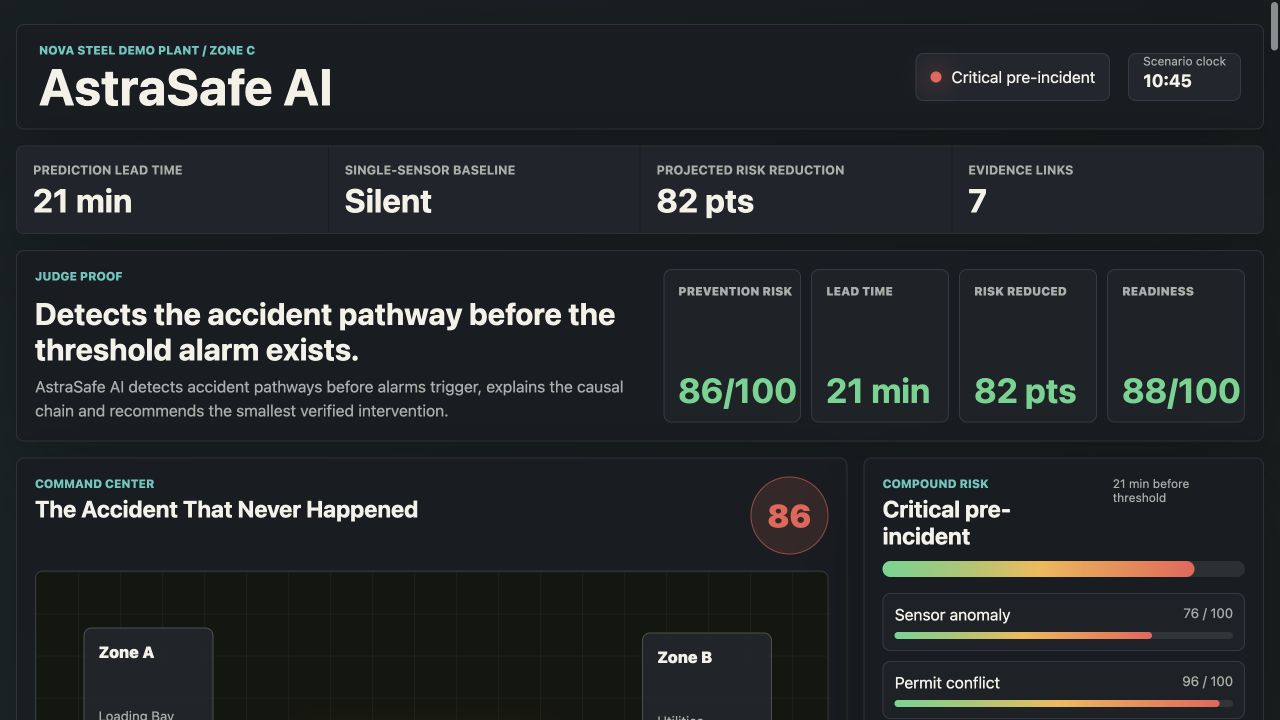 NOVA STEEL DEMO PLANT / ZONE C
AstraSafe AI
Critical pre-incident
Scenario clock
10:45
PREDICTION LEAD TIME
21 min
SINGLE-SENSOR BASELINE
Silent
PROJECTED RISK REDUCTION
82 pts
EVIDENCE LINKS
7
JUDGE PROOF
Detects the accident pathway before the
threshold alarm exists.
AstraSafe AI detects accident pathways before alarms trigger, explains the causal
chain and recommends the smallest verified intervention.
PREVENTION RISK
86/100
LEAD TIME
21 min
RISK REDUCED
82 pts
READINESS
88/100
COMMAND CENTER
The Accident That Never Happened
86
Zone A
Loading Bay
Zone B
Utilities
COMPOUND RISK
Critical pre-
incident
21 min before
threshold
Sensor anomaly
76 / 100
Permit conflict
96 / 100